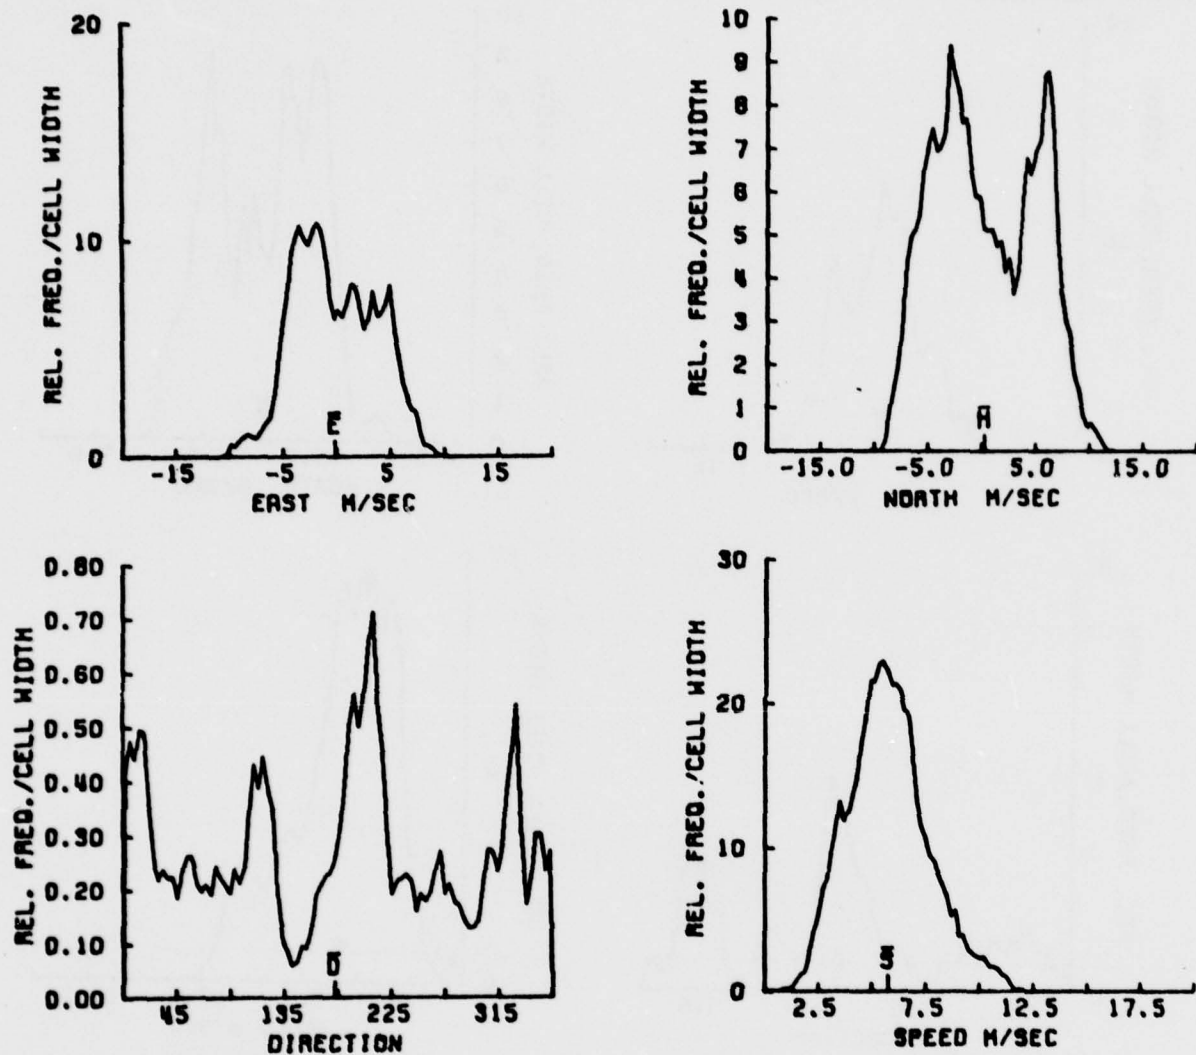 20
10
0
REL. FREQ./CELL WIDTH
E
-15 -5 5 15
EAST M/SEC
10
9
8
7
6
5
4
3
2
1
0
REL. FREQ./CELL WIDTH
N
-15.0 -5.0 5.0 15.0
NORTH M/SEC
0.80
0.70
0.60
0.50
0.40
0.30
0.20
0.10
0.00
REL. FREQ./CELL WIDTH
D
45 135 225 315
DIRECTION
30
20
10
0
REL. FREQ./CELL WIDTH
S
2.5 7.5 12.5 17.5
SPEED M/SEC